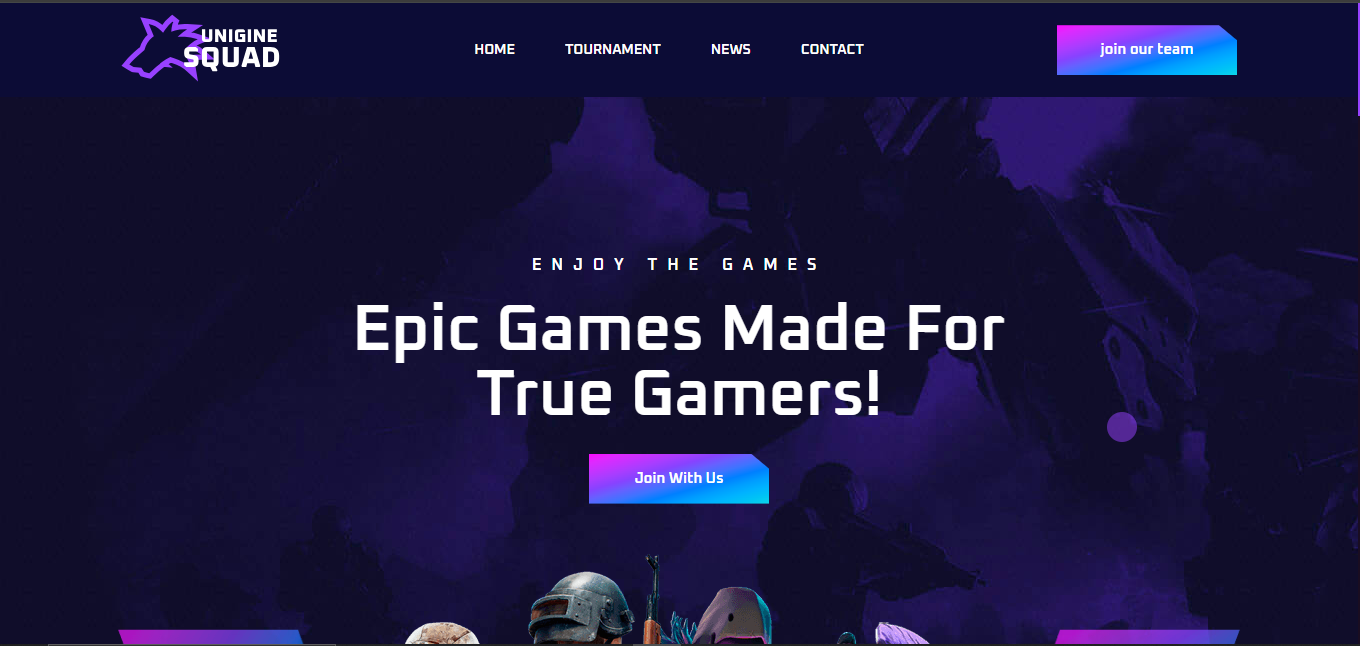 UNIGINE
SQUAD
HOME TOURNAMENT NEWS CONTACT
join our team
ENJOY THE GAMES
Epic Games Made For
True Gamers!
Join With Us